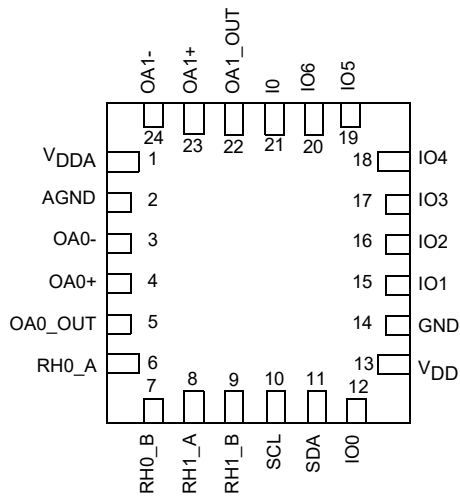 OA1-
OA1+
OA1_OUT
I0
IO6
IO5
24
23
22
21
20
19
VDDA
1
18
IO4
AGND
2
17
IO3
OA0-
3
16
IO2
OA0+
4
15
IO1
OA0_OUT
5
14
GND
RH0_A
6
13
VDD
7
8
9
10
11
12
RH0_B
RH1_A
RH1_B
SCL
SDA
IO0